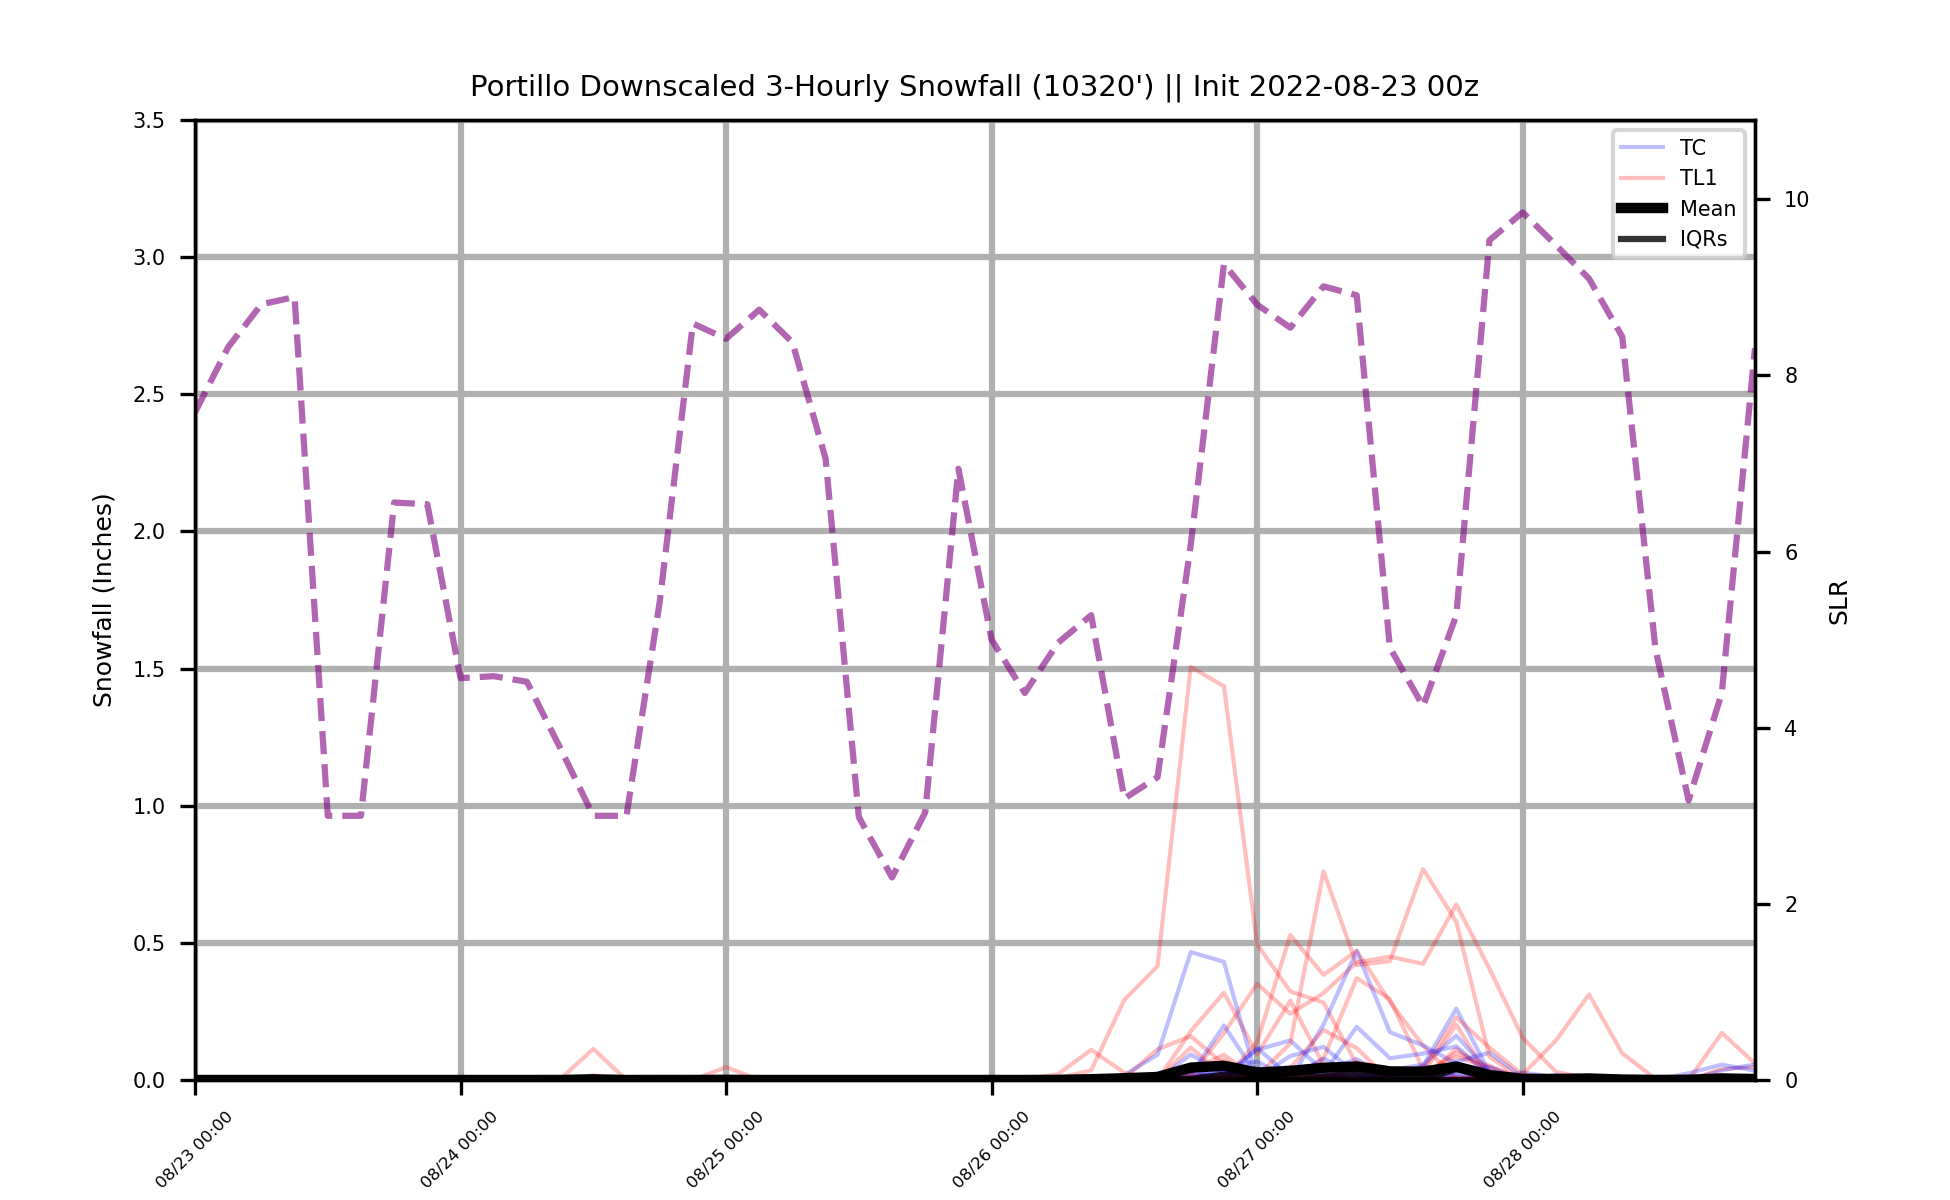 Portillo Downscaled 3-Hourly Snowfall (10320') || Init 2022-08-23 00z
TC
TL1
Mean
IQRs
Snowfall (Inches)
3.5
3.0
2.5
2.0
1.5
1.0
0.5
0.0
SLR
10
8
6
4
2
0
08/23 00:00
08/24 00:00
08/25 00:00
08/26 00:00
08/27 00:00
08/28 00:00